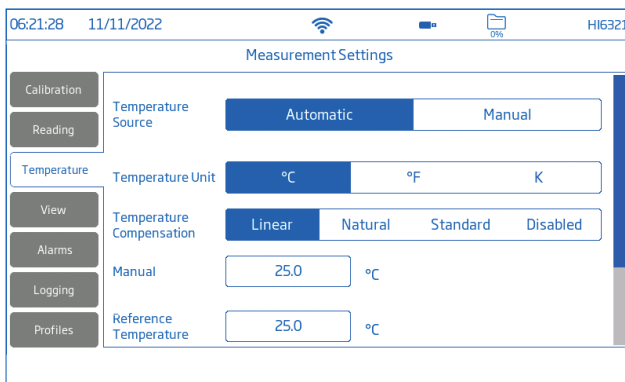 06:21:28 11/11/2022 0% HI6321
Measurement Settings
Calibration
Reading
Temperature
View
Alarms
Logging
Profiles
Temperature Source Automatic Manual
Temperature Unit °C °F K
Temperature Compensation Linear Natural Standard Disabled
Manual 25.0 °C
Reference Temperature 25.0 °C